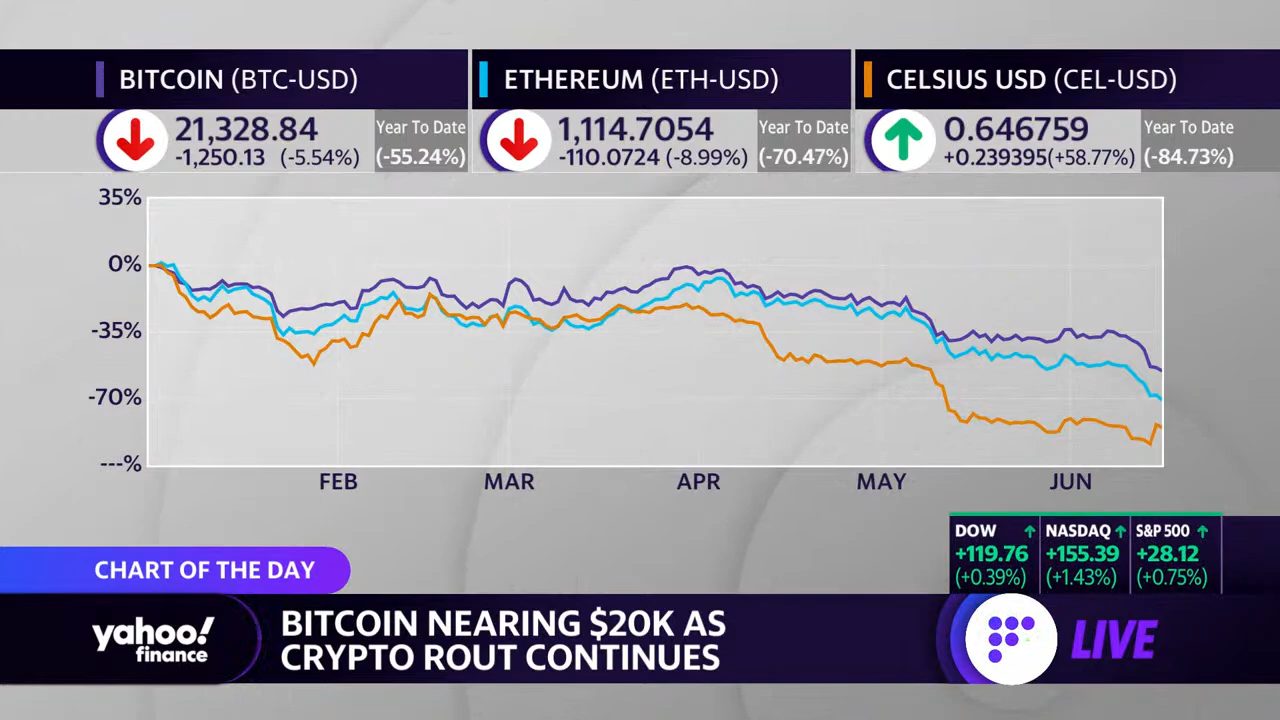 BITCOIN (BTC-USD)
21,328.84
-1,250.13 (-5.54%)
Year To Date
(-55.24%)
ETHEREUM (ETH-USD)
1,114.7054
-110.0724 (-8.99%)
Year To Date
(-70.47%)
CELSIUS USD (CEL-USD)
0.646759
+0.239395(+58.77%)
Year To Date
(-84.73%)
35%
0%
-35%
-70%
---%
FEB MAR APR MAY JUN
DOW
+119.76
(+0.39%)
NASDAQ
+155.39
(+1.43%)
S&P 500
+28.12
(+0.75%)
CHART OF THE DAY
yahoo!
finance
BITCOIN NEARING $20K AS
CRYPTO ROUT CONTINUES
LIVE